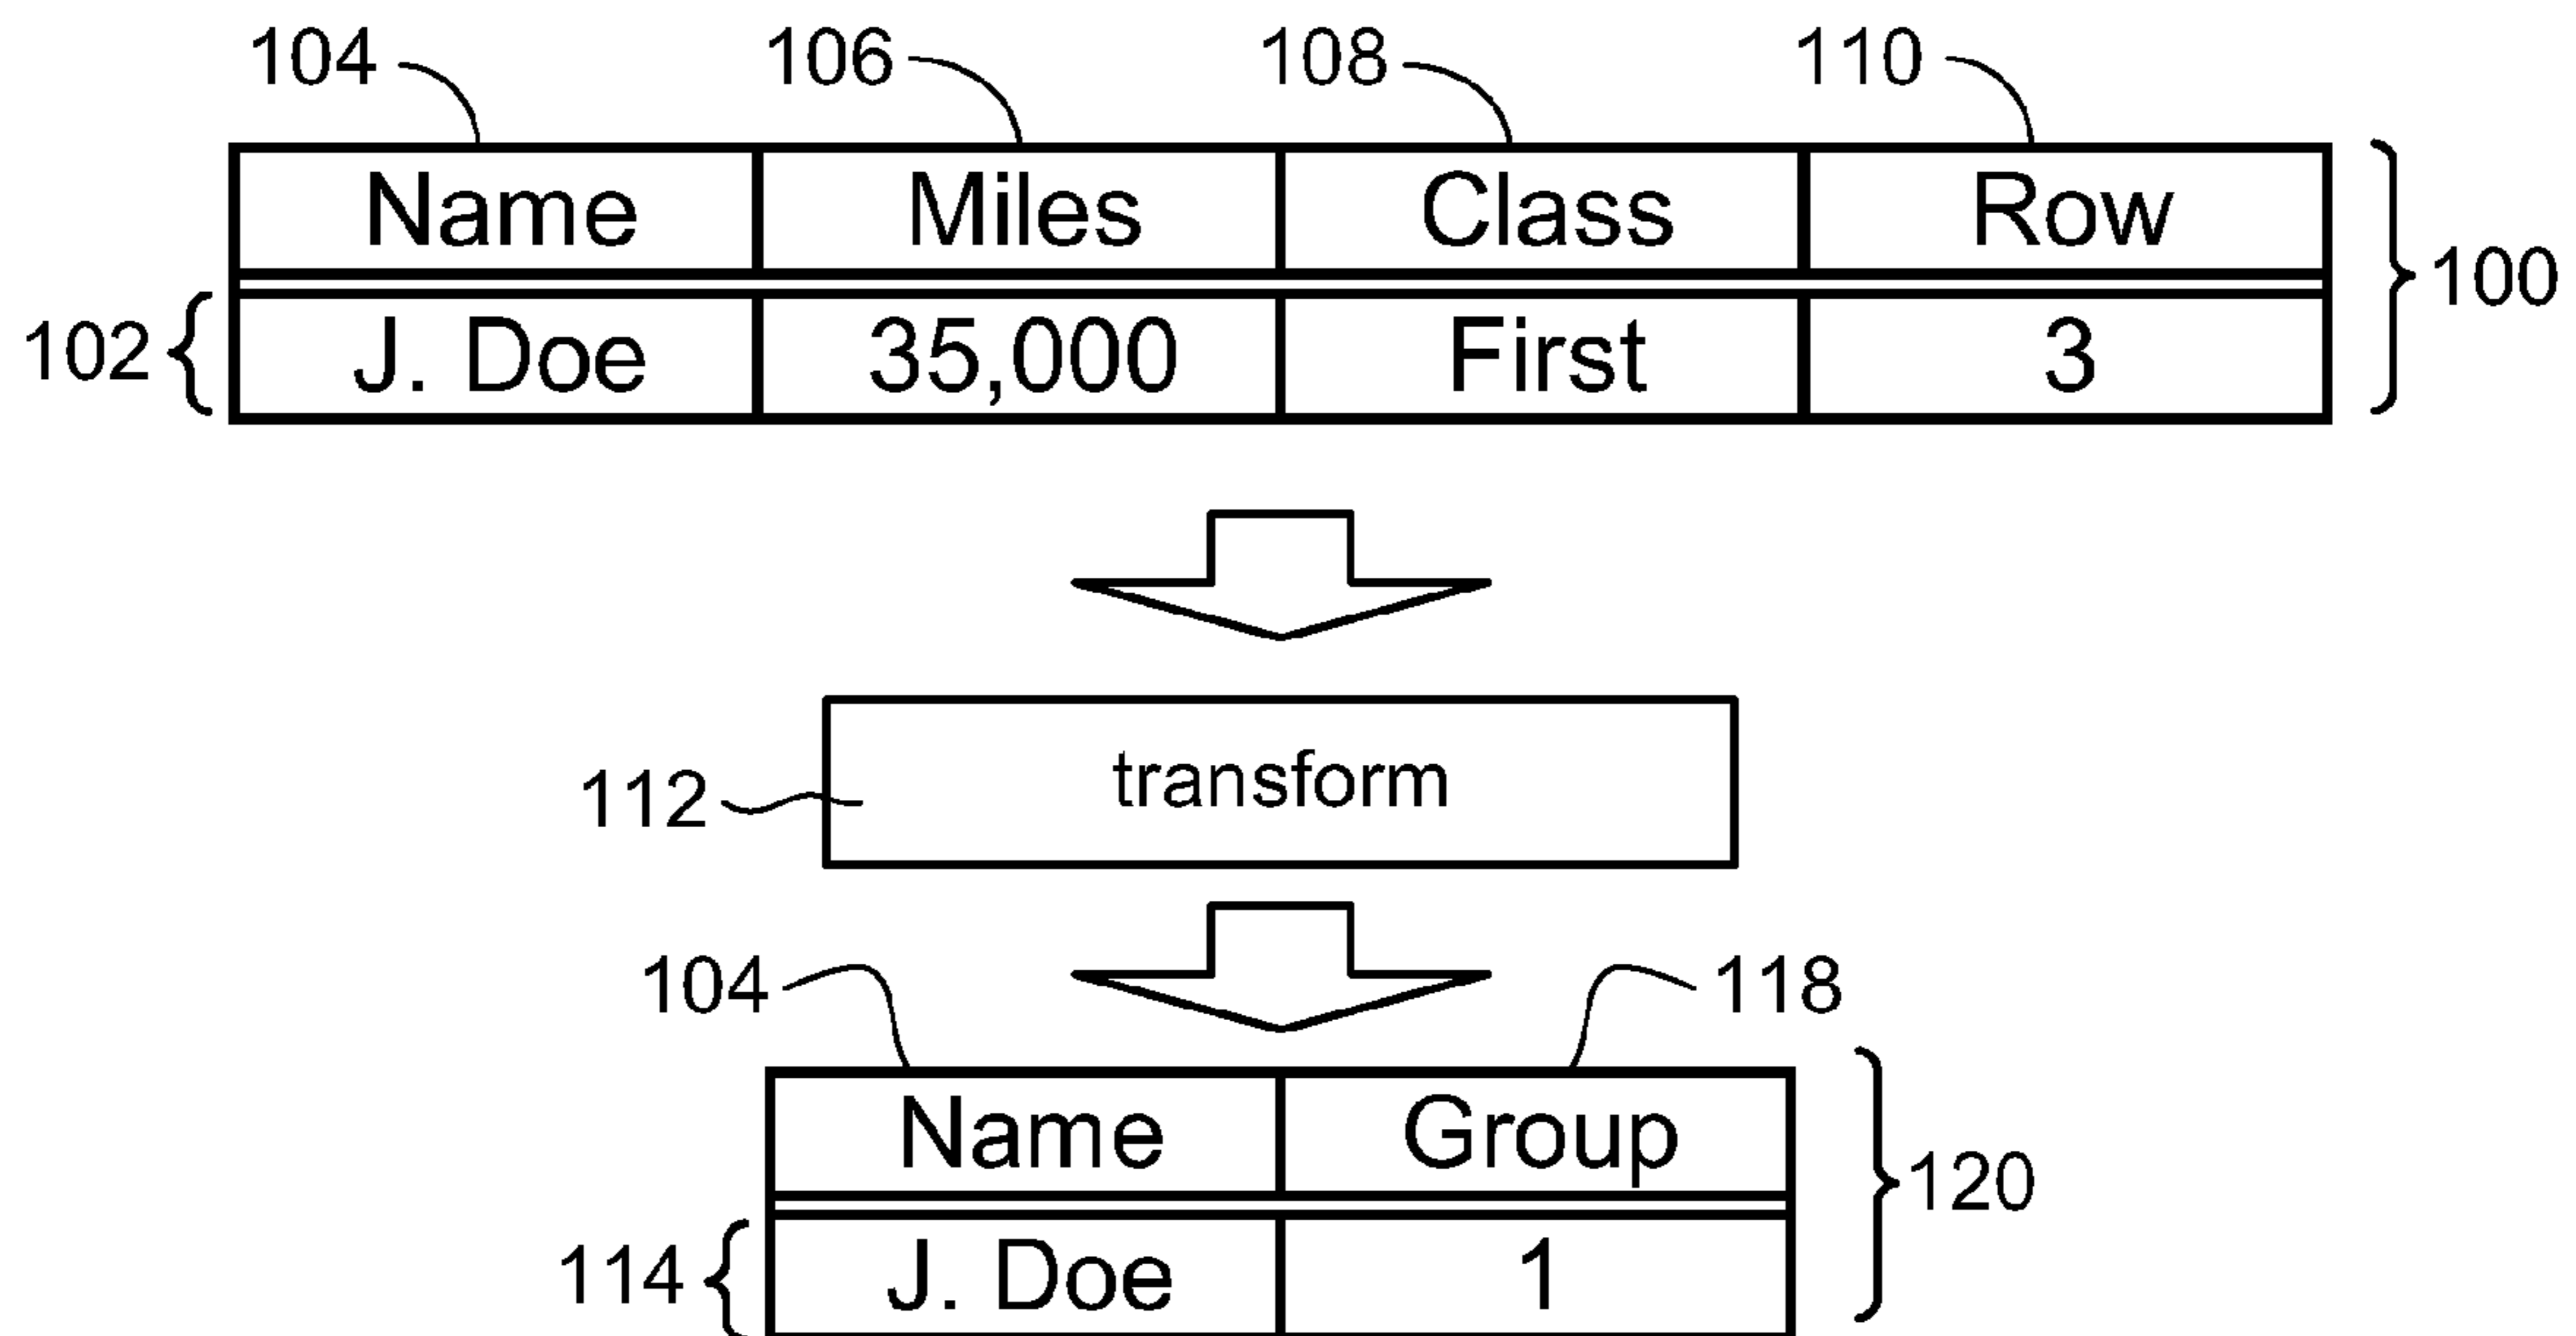 104 106 108 110
Name Miles Class Row
100
102 J. Doe 35,000 First 3
transform
112
104 118
Name Group
120
114 J. Doe 1